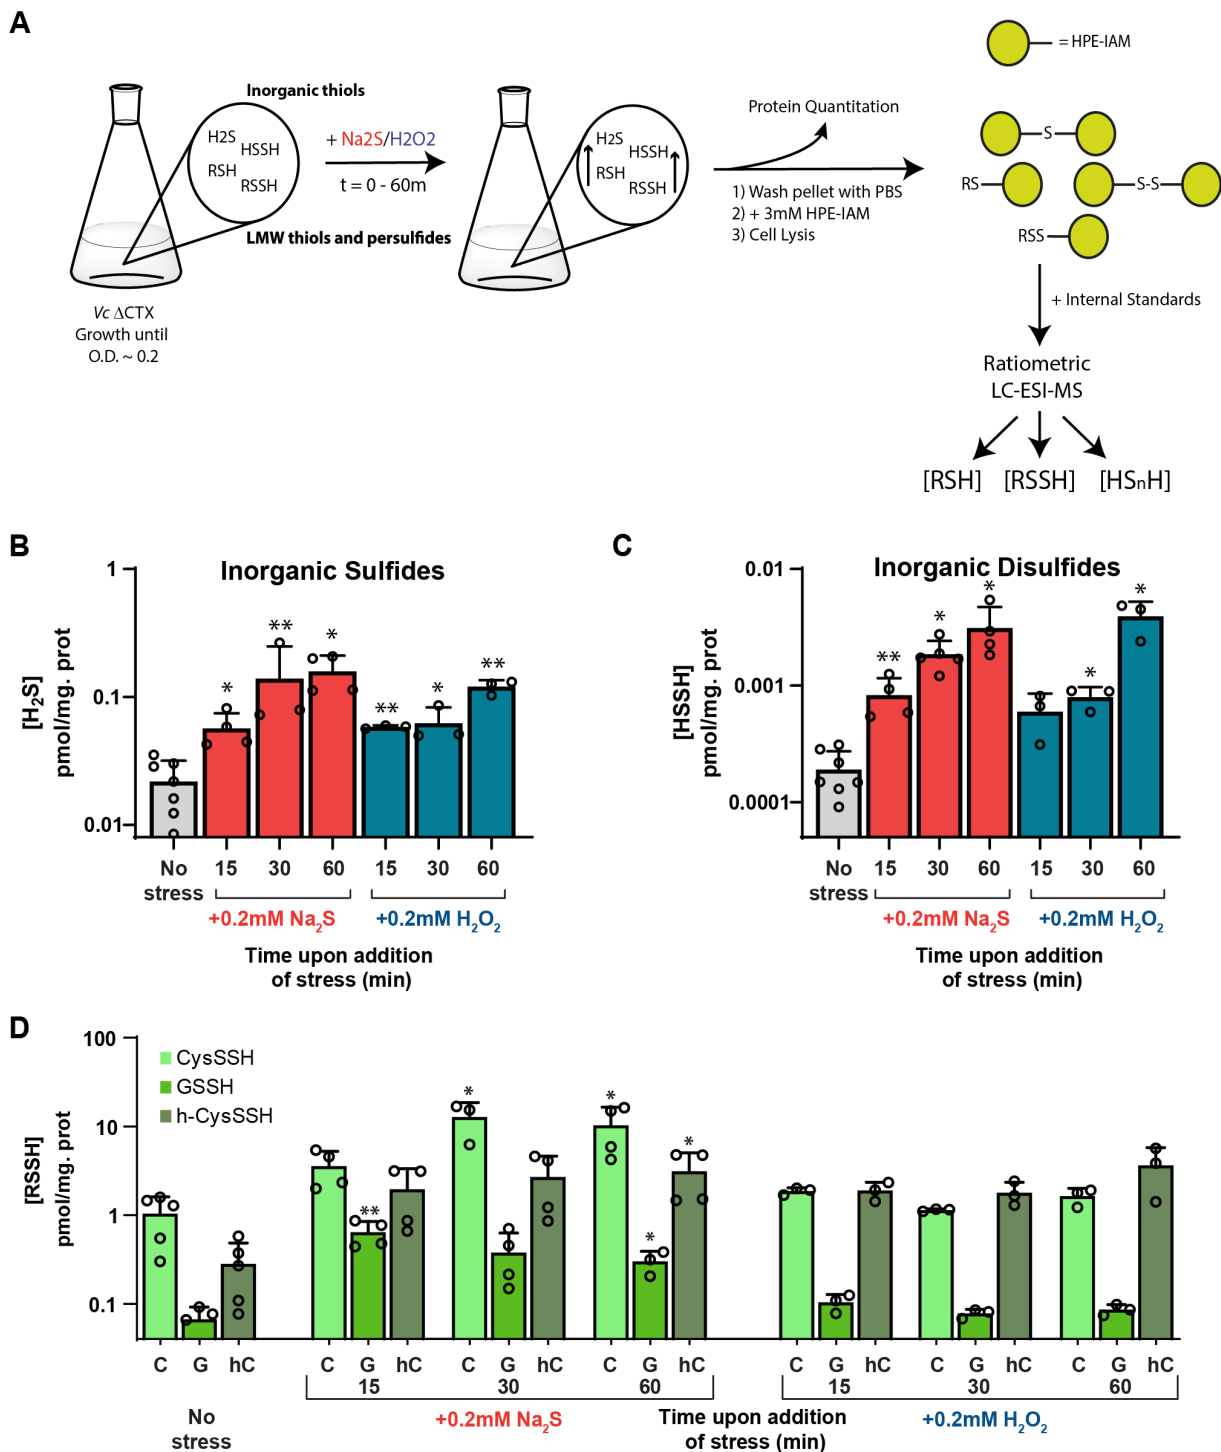 A
= HPE-IAM
Inorganic thiols
H2S
HSSH
RSH
RSSH
+ Na2S/H2O2
t = 0 - 60m
LMW thiols and persulfides
H2S
HSSH
RSH
RSSH
Protein Quantitation
1) Wash pellet with PBS
2) + 3mM HPE-IAM
3) Cell Lysis
S
RS
S-S
RSS
Vc ΔCTX
Growth until
O.D. ~ 0.2
+ Internal Standards
Ratiometric
LC-ESI-MS
[RSH] [RSSH] [HSnH]
B
Inorganic Sulfides
[H₂S]
pmol/mg. prot
1
0.1
0.01
* ** * ** * **
No stress 15 30 60 15 30 60
+0.2mM Na₂S +0.2mM H₂O₂
Time upon addition
of stress (min)
C
Inorganic Disulfides
[HSSH]
pmol/mg. prot
0.01
0.001
0.0001
** * * * *
No stress 15 30 60 15 30 60
+0.2mM Na₂S +0.2mM H₂O₂
Time upon addition
of stress (min)
D
[RSSH]
pmol/mg. prot
100
10
1
0.1
CysSSH
GSSH
h-CysSSH
** * * * *
C G hC C G hC C G hC C G hC C G hC C G hC C G hC
15 30 60 15 30 60
No stress
+0.2mM Na₂S
Time upon addition
of stress (min)
+0.2mM H₂O₂